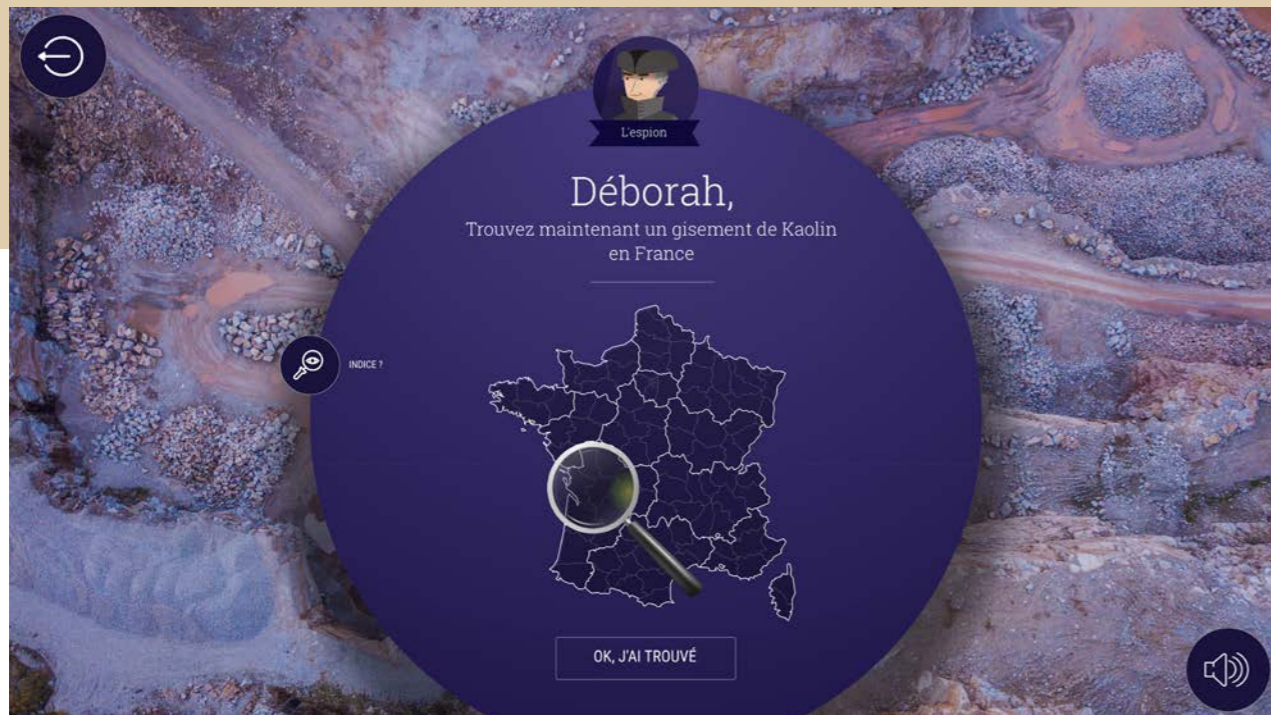 L'espion
Déborah,
Trouvez maintenant un gisement de Kaolin
en France
INDICE ?
OK, J'AI TROUVÉ